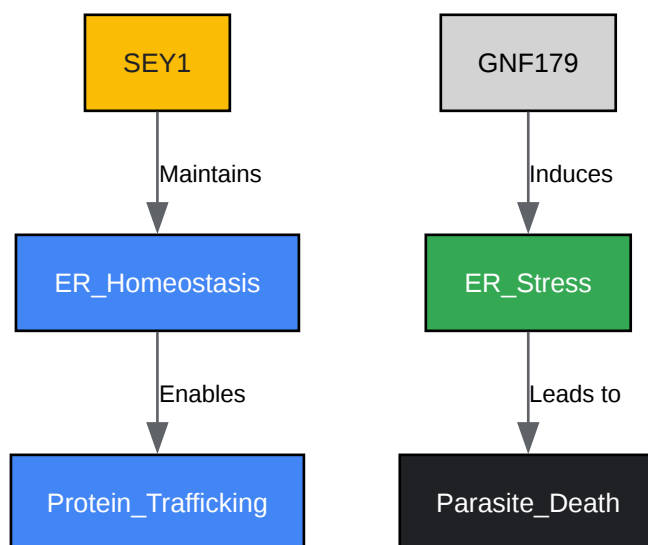 SEY1
GNF179
Maintains
Induces
ER_Homeostasis
ER_Stress
Enables
Leads to
Protein_Trafficking
Parasite_Death